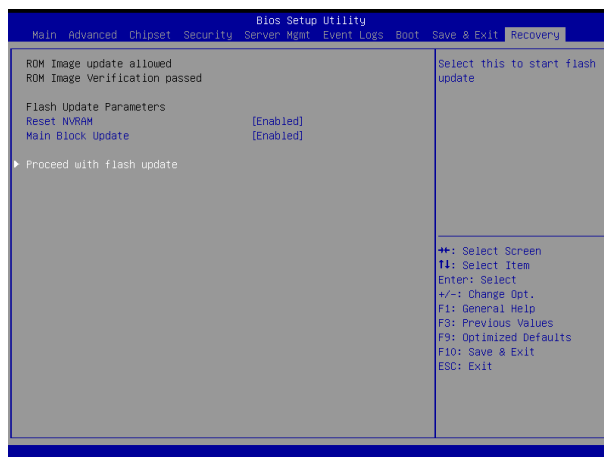 Bios Setup Utility
Main Advanced Chipset Security Server Mgmt Event Logs Boot Save & Exit Recovery
ROM Image update allowed
ROM Image Verification passed
Flash Update Parameters
Reset NVRAM [Enabled]
Main Block Update [Enabled]
Proceed with flash update
Select this to start flash
update
→←: Select Screen
↑↓: Select Item
Enter: Select
+/-: Change Opt.
F1: General Help
F3: Previous Values
F9: Optimized Defaults
F10: Save & Exit
ESC: Exit